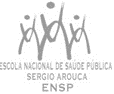 ESCOLA NACIONAL DE SAÚDE PÚBLICA
SERGIO AROUCA
ENSP